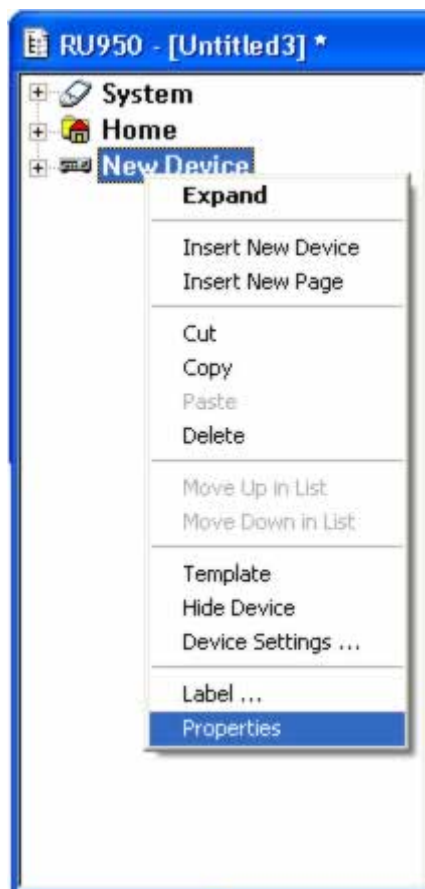 RU950 - [Untitled3] *
System
Home
New Device
Expand
Insert New Device
Insert New Page
Cut
Copy
Paste
Delete
Move Up in List
Move Down in List
Template
Hide Device
Device Settings ...
Label ...
Properties